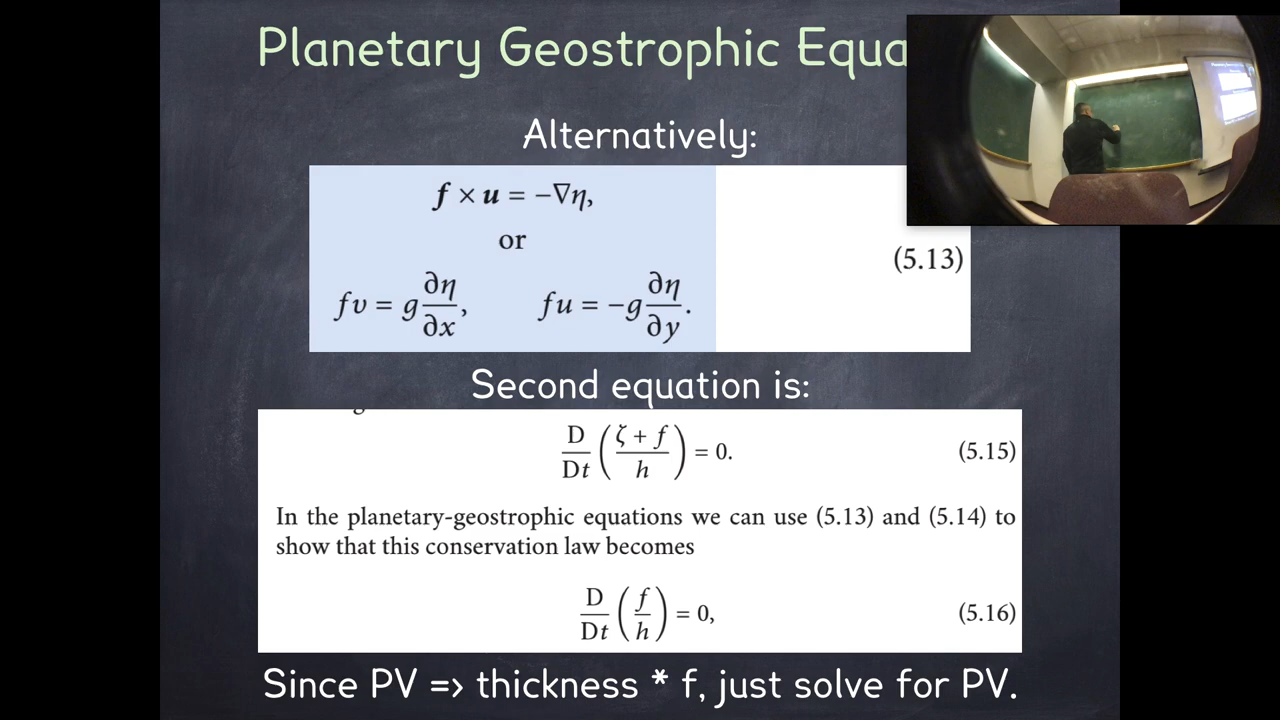 Planetary Geostrophic Equa
Alternatively:
f × u = −∇η,
or
(5.13)
fv = g ∂η/∂x, fu = −g ∂η/∂y.
Second equation is:
D/Dt ( (ζ + f)/h ) = 0. (5.15)
In the planetary-geostrophic equations we can use (5.13) and (5.14) to
show that this conservation law becomes
D/Dt ( f/h ) = 0, (5.16)
Since PV => thickness * f, just solve for PV.